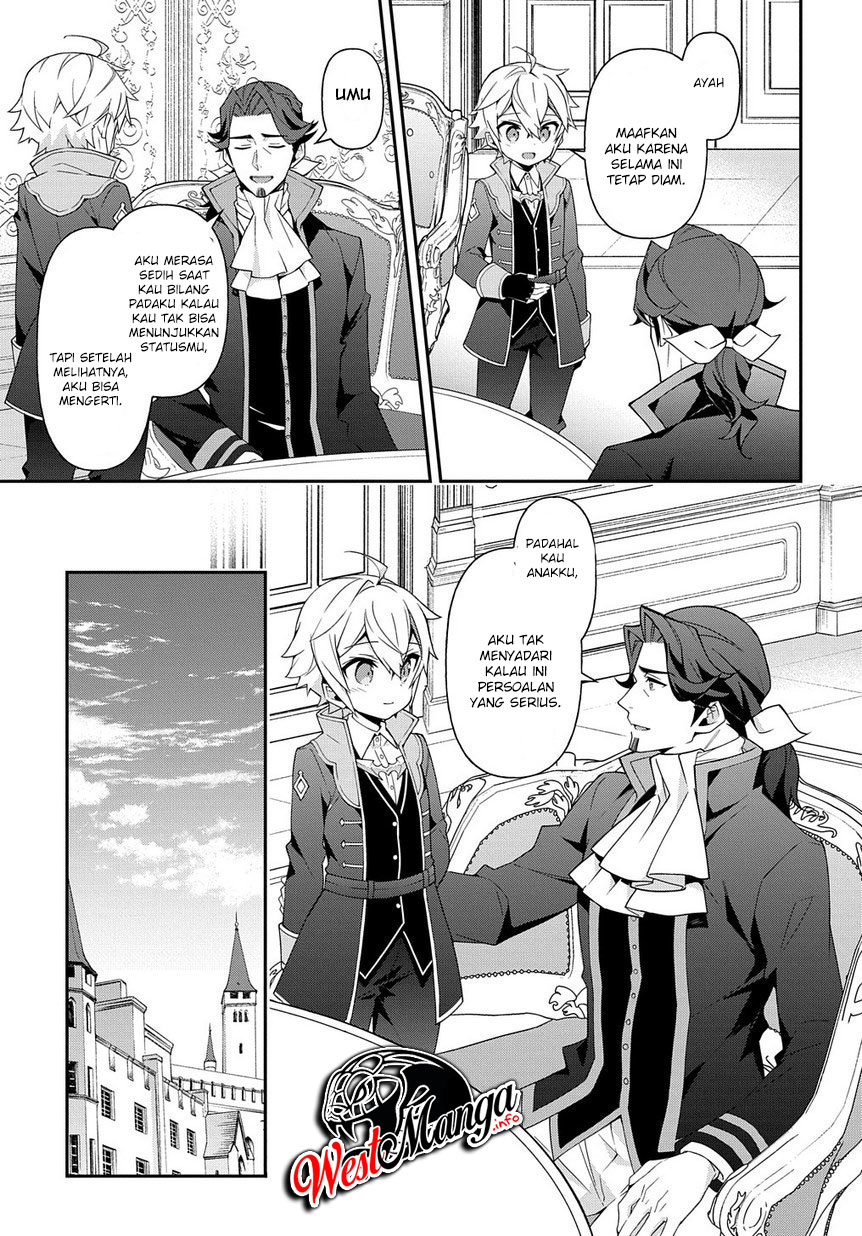 AYAH
MAAFKAN
AKU KARENA
SELAMA INI
TETAP DIAM.
UMU
AKU MERASA
SEDIH SAAT
KAU BILANG
PADAKU KALAU
KAU TAK BISA
MENUNJUKKAN
STATUSMU,
TAPI SETELAH
MELIHATNYA,
AKU BISA
MENGERTI.
PADAHAL
KAU
ANAKKU,
AKU TAK
MENYADARI
KALAU INI
PERSOALAN
YANG SERIUS.
WestManga
.info